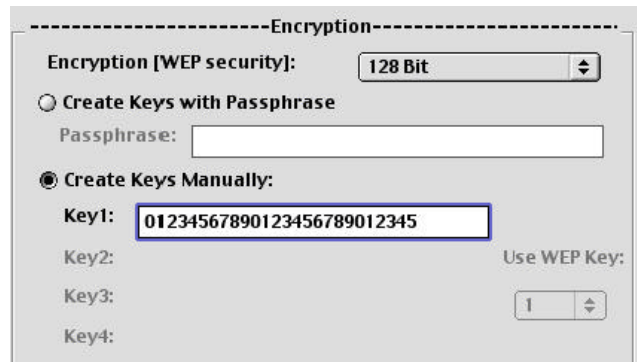 Encryption
Encryption [WEP security]: 128 Bit
Create Keys with Passphrase
Passphrase:
Create Keys Manually:
Key1: 01234567890123456789012345
Key2: Use WEP Key:
Key3: 1
Key4: